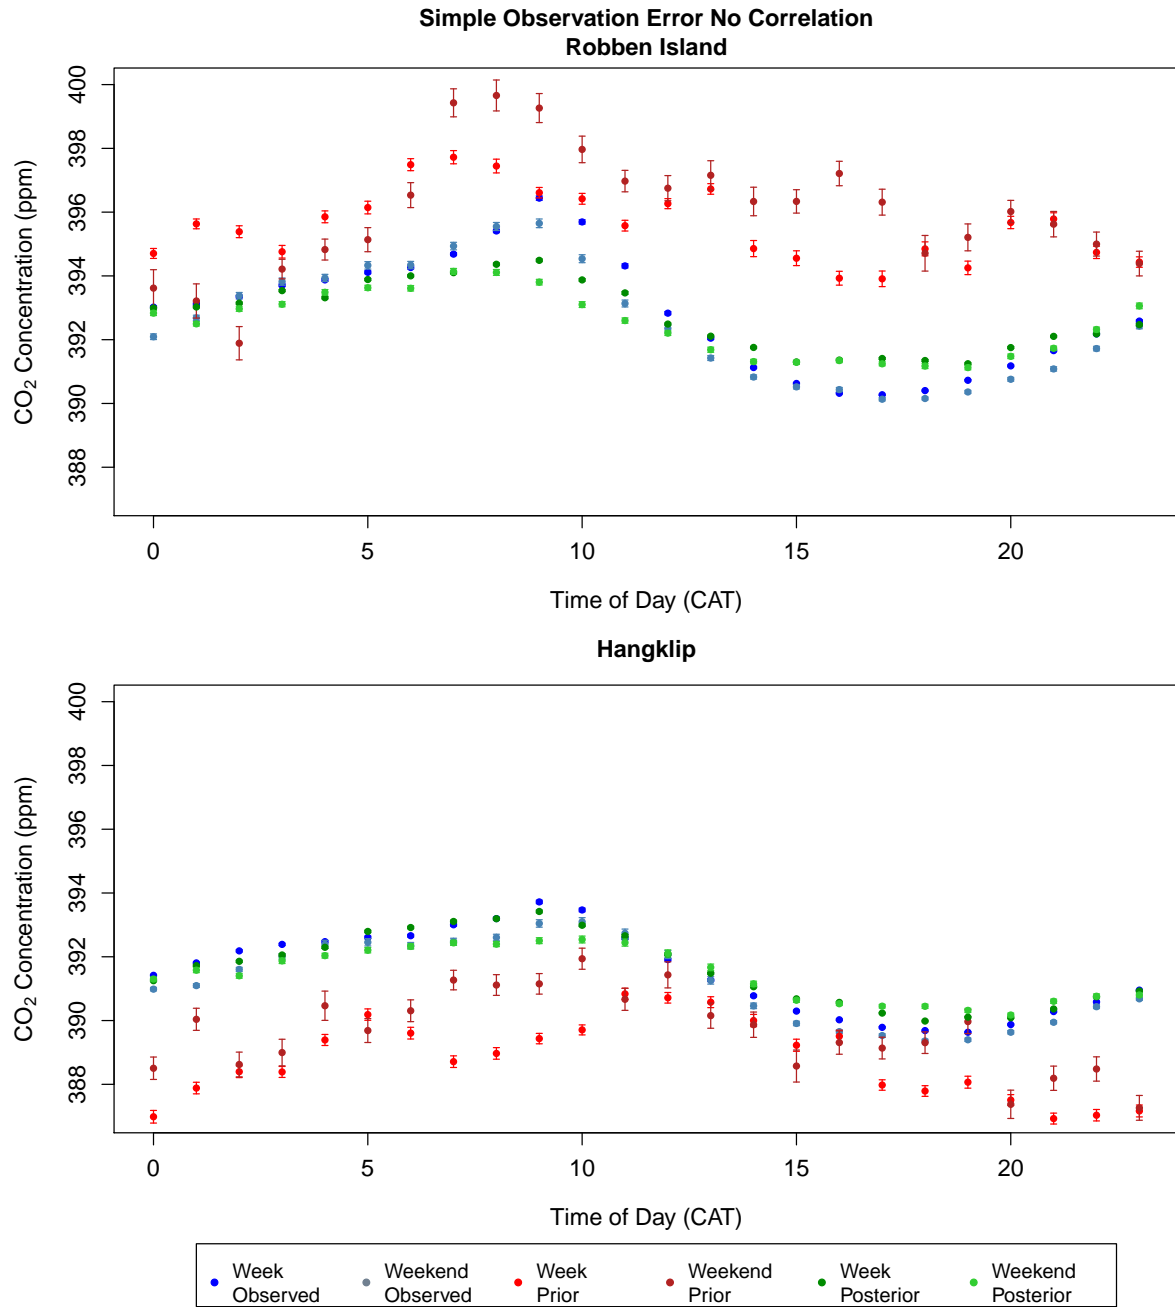 Simple Observation Error No Correlation
Robben Island
CO2 Concentration (ppm)
400
398
396
394
392
390
388
0 5 10 15 20
Time of Day (CAT)
Hangklip
CO2 Concentration (ppm)
400
398
396
394
392
390
388
0 5 10 15 20
Time of Day (CAT)
Week Observed
Weekend Observed
Week Prior
Weekend Prior
Week Posterior
Weekend Posterior